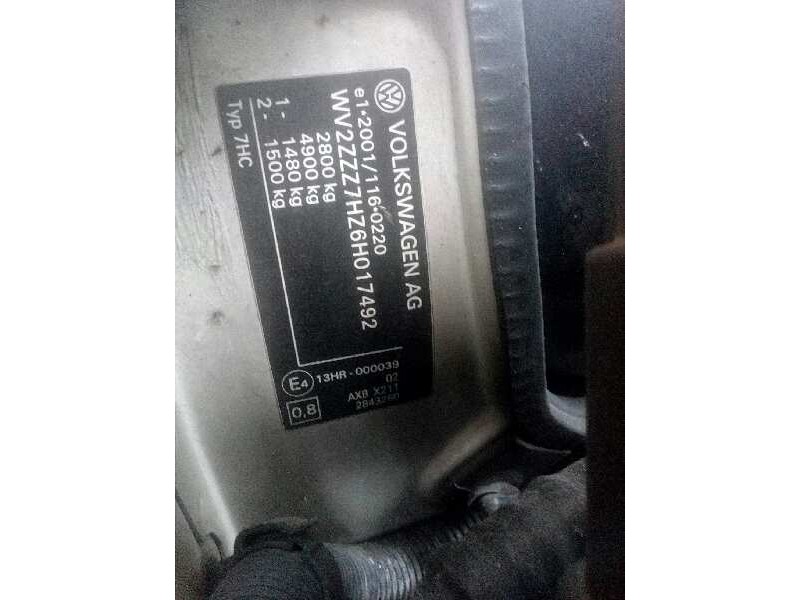 VOLKSWAGEN AG
e1*2001/116*0220
WV2ZZZ7HZ6H017492
2800 kg
4900 kg
1- 1480 kg
2- 1500 kg
Typ 7HC
E4 13HR-000039
02
0,8 AXB X211